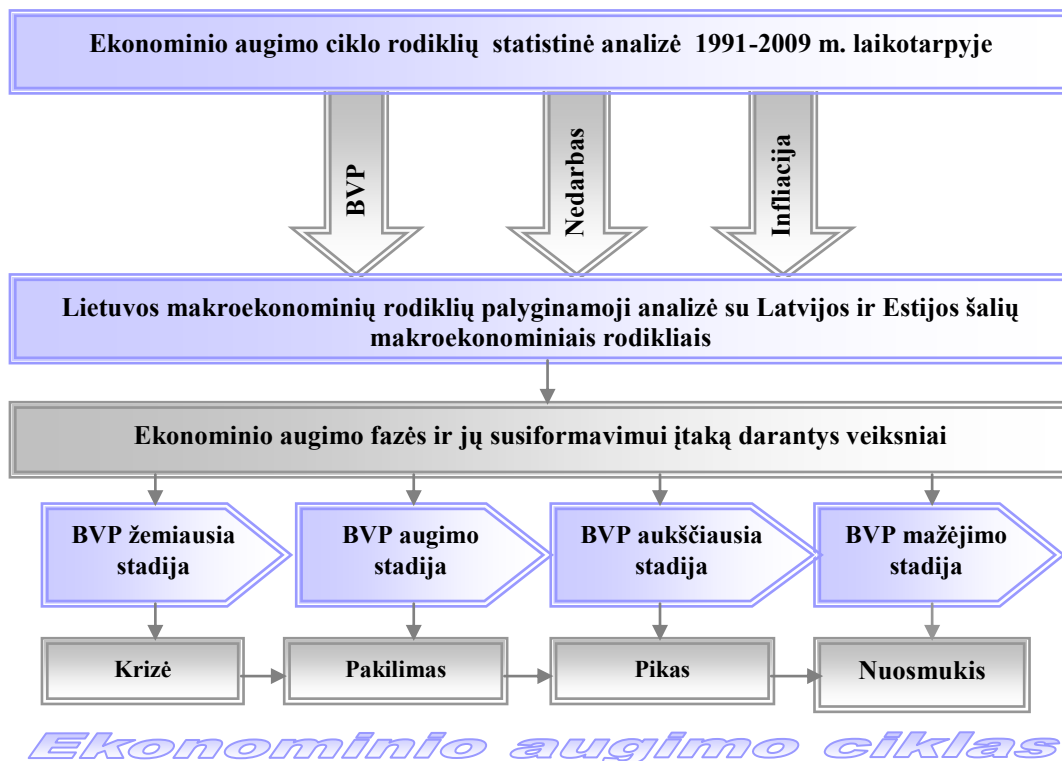 Ekonominio augimo ciklo rodiklių statistinė analizė 1991-2009 m. laikotarpyje
BVP
Nedarbas
Infliacija
Lietuvos makroekonominių rodiklių palyginamoji analizė su Latvijos ir Estijos šalių
makroekonominiais rodikliais
Ekonominio augimo fazės ir jų susiformavimui įtaką darantys veiksniai
BVP žemiausia
stadija
BVP augimo
stadija
BVP aukščiausia
stadija
BVP mažėjimo
stadija
Krizė
Pakilimas
Pikas
Nuosmukis
Ekonominio augimo ciklas